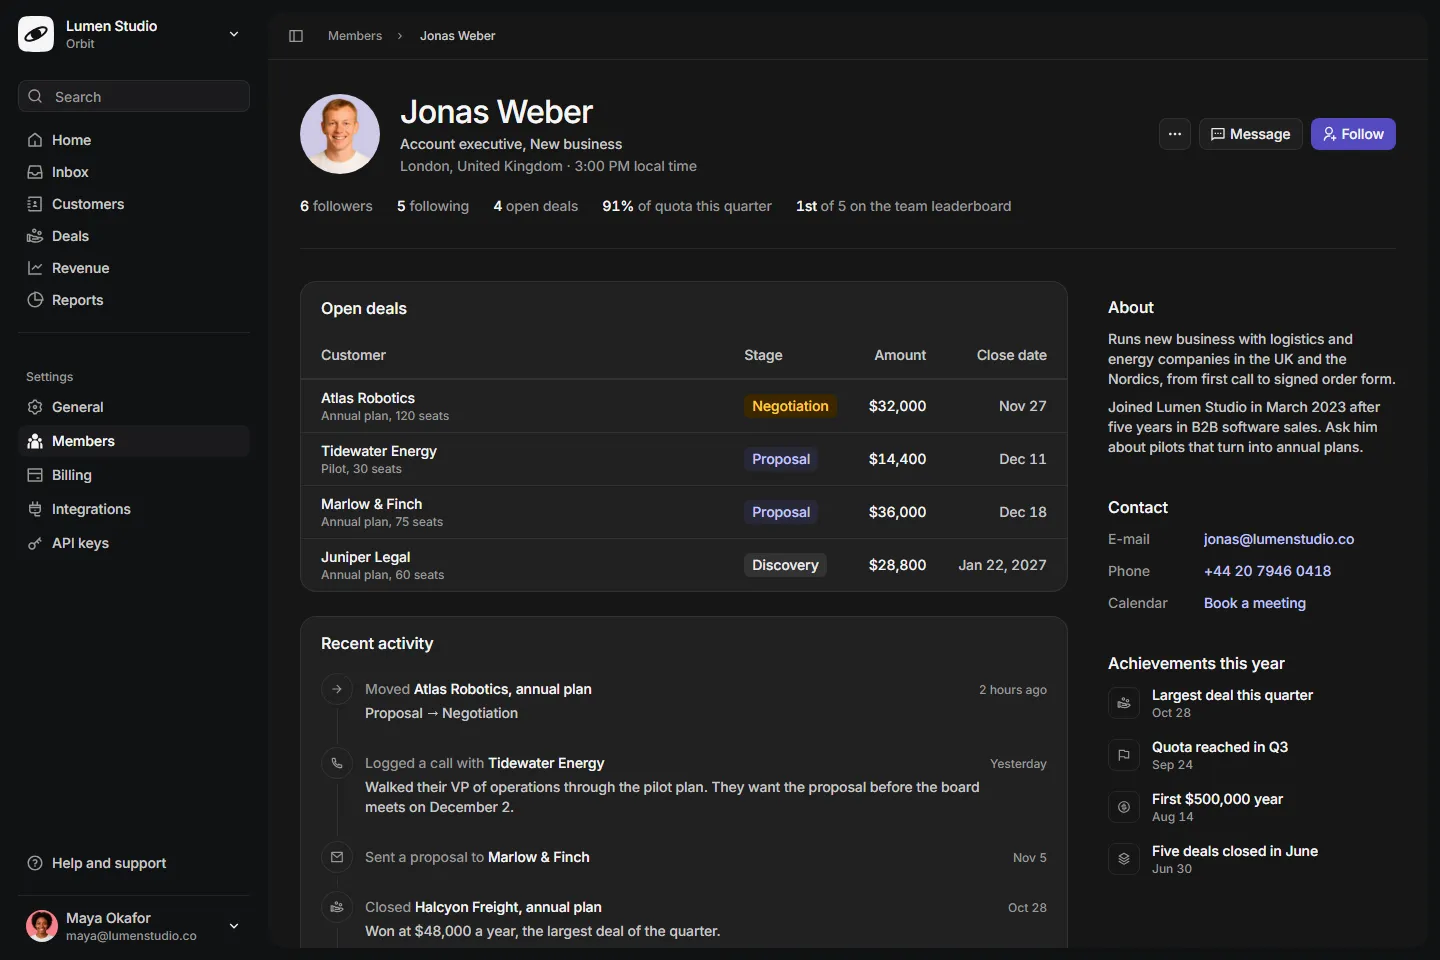 Lumen Studio
Orbit
Search
Home
Inbox
Customers
Deals
Revenue
Reports
Settings
General
Members
Billing
Integrations
API keys
Help and support
Maya Okafor
maya@lumenstudio.co
Members › Jonas Weber
Jonas Weber
Account executive, New business
London, United Kingdom · 3:00 PM local time
... Message Follow
6 followers 5 following 4 open deals 91% of quota this quarter 1st of 5 on the team leaderboard
Open deals
Customer Stage Amount Close date
Atlas Robotics Negotiation $32,000 Nov 27
Annual plan, 120 seats
Tidewater Energy Proposal $14,400 Dec 11
Pilot, 30 seats
Marlow & Finch Proposal $36,000 Dec 18
Annual plan, 75 seats
Juniper Legal Discovery $28,800 Jan 22, 2027
Annual plan, 60 seats
Recent activity
Moved Atlas Robotics, annual plan 2 hours ago
Proposal → Negotiation
Logged a call with Tidewater Energy Yesterday
Walked their VP of operations through the pilot plan. They want the proposal before the board
meets on December 2.
Sent a proposal to Marlow & Finch Nov 5
Closed Halcyon Freight, annual plan Oct 28
Won at $48,000 a year, the largest deal of the quarter.
About
Runs new business with logistics and
energy companies in the UK and the
Nordics, from first call to signed order form.
Joined Lumen Studio in March 2023 after
five years in B2B software sales. Ask him
about pilots that turn into annual plans.
Contact
E-mail jonas@lumenstudio.co
Phone +44 20 7946 0418
Calendar Book a meeting
Achievements this year
Largest deal this quarter
Oct 28
Quota reached in Q3
Sep 24
First $500,000 year
Aug 14
Five deals closed in June
Jun 30